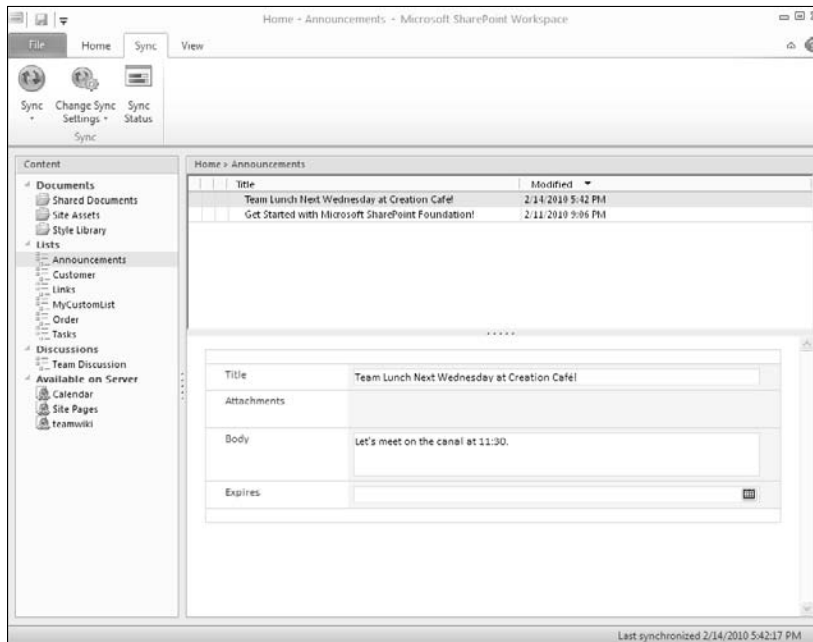 Home - Announcements - Microsoft SharePoint Workspace
File Home Sync View
Sync Change Sync Settings Sync Status
Sync
Content
Documents
Shared Documents
Site Assets
Style Library
Lists
Announcements
Customer
Links
MyCustomList
Order
Tasks
Discussions
Team Discussion
Available on Server
Calendar
Site Pages
teamwiki
Home > Announcements
Title Modified
Team Lunch Next Wednesday at Creation Café! 2/14/2010 5:42 PM
Get Started with Microsoft SharePoint Foundation! 2/11/2010 9:06 PM
Title Team Lunch Next Wednesday at Creation Café!
Attachments
Body Let's meet on the canal at 11:30.
Expires
Last synchronized 2/14/2010 5:42:17 PM